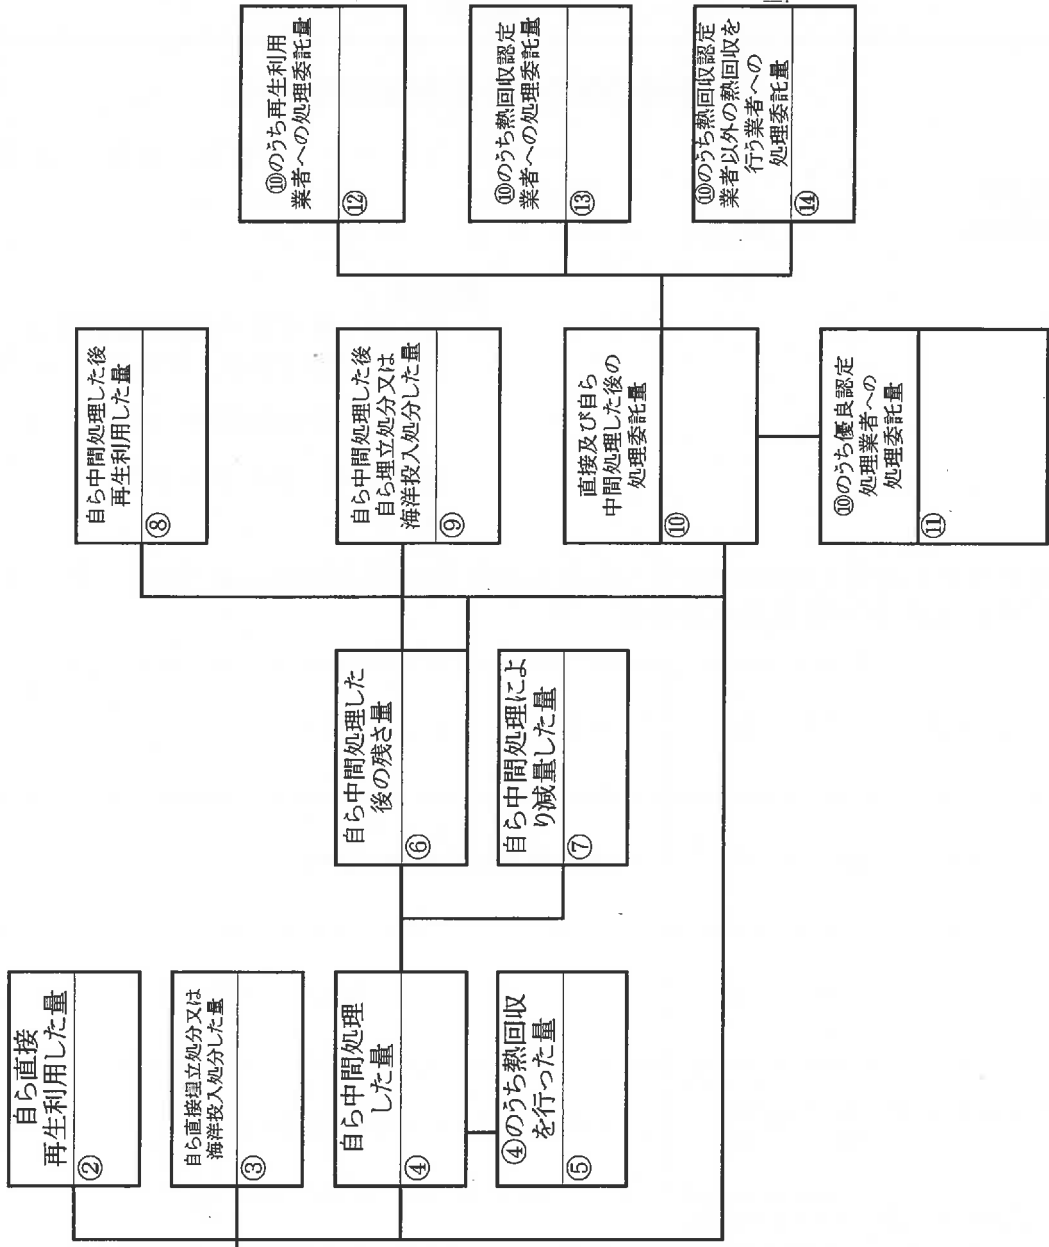 自ら直接
再生利用した量
②
自ら直接埋立処分又は
海洋投入処分した量
③
自ら中間処理
した量
④
④のうち熱回収
を行った量
⑤
自ら中間処理した
後の残さ量
⑥
自ら中間処理によ
り減量した量
⑦
自ら中間処理した後
再生利用した量
⑧
自ら中間処理した後
自ら埋立処分又は
海洋投入処分した量
⑨
直接及び自ら
中間処理した後の
処理委託量
⑩
⑩のうち優良認定
処理業者への
処理委託量
⑪
⑩のうち再生利用
業者への処理委託量
⑫
⑩のうち熱回収認定
業者への処理委託量
⑬
⑩のうち熱回収認定
業者以外の熱回収を
行う業者への
処理委託量
⑭